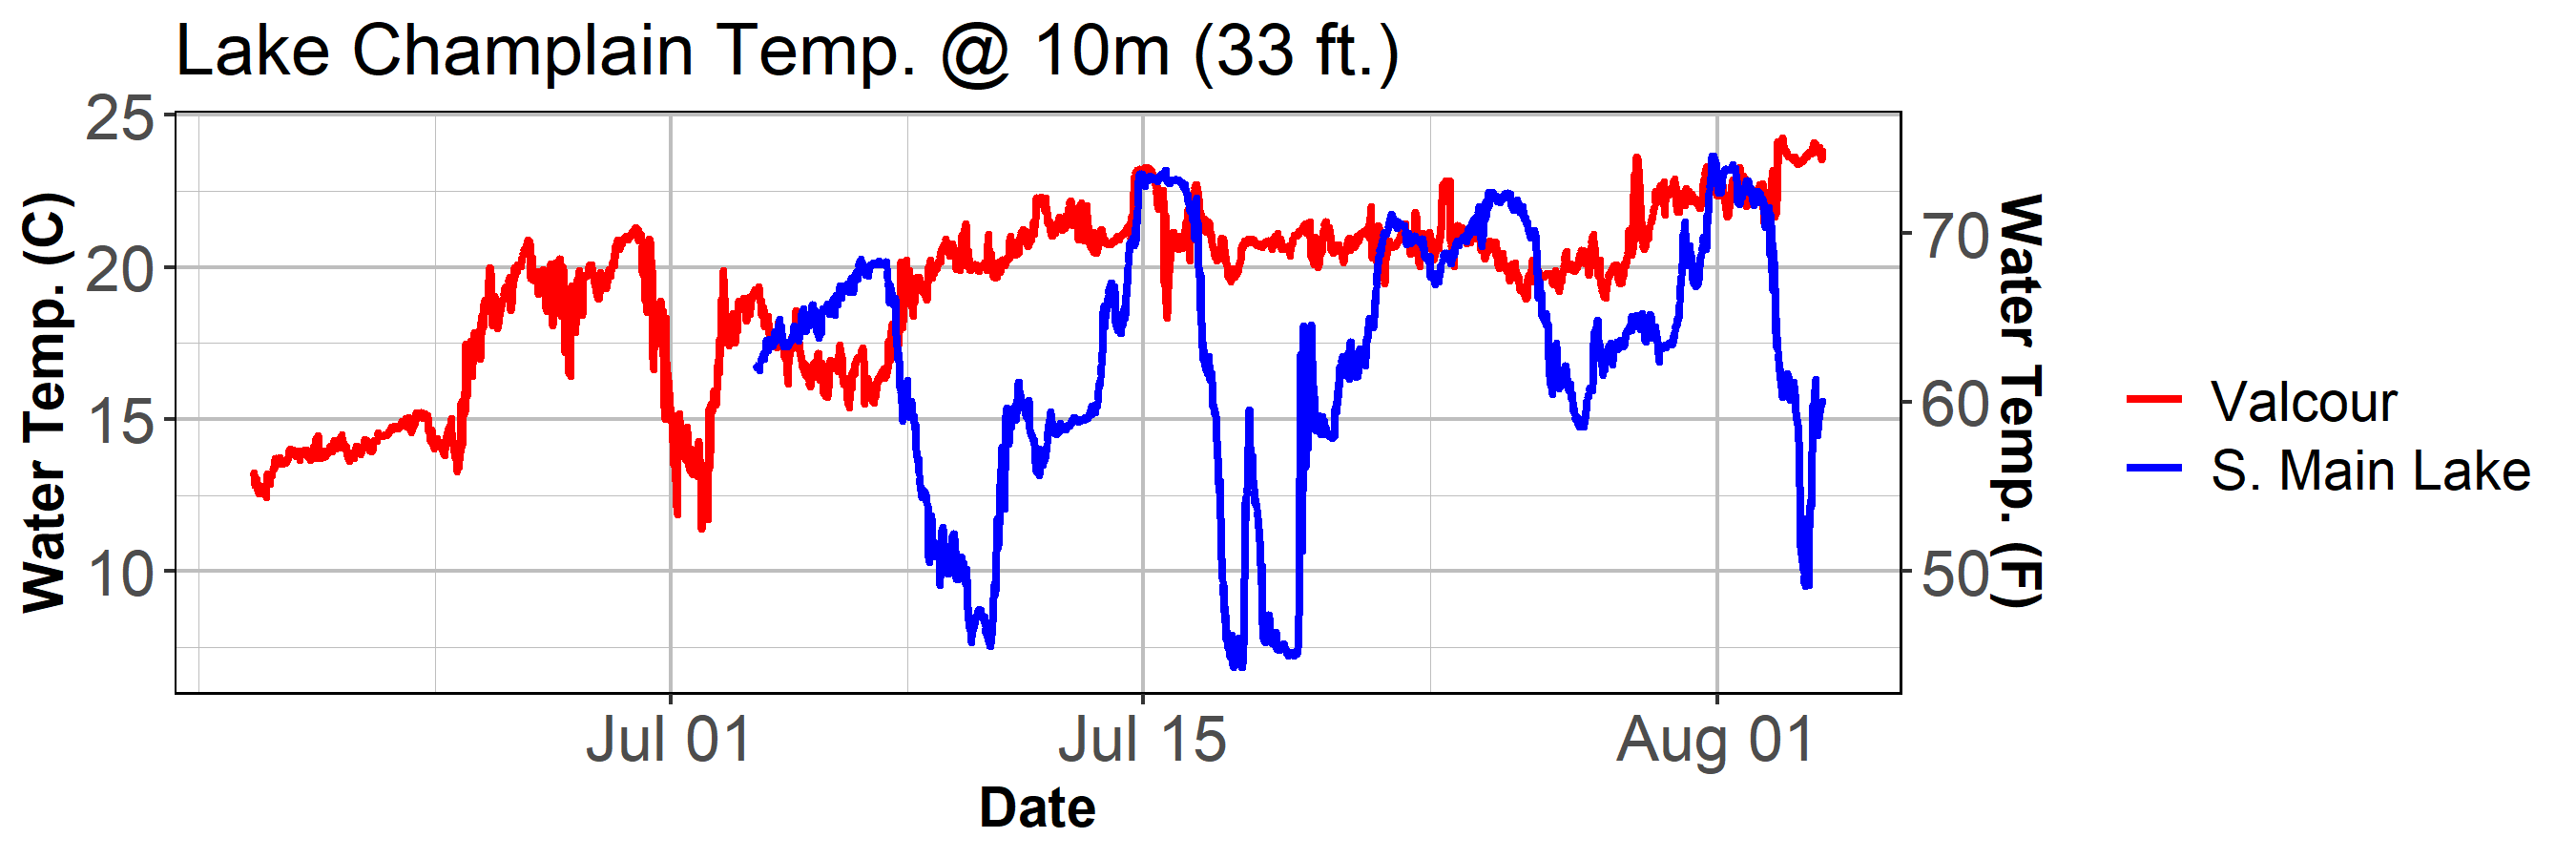 Lake Champlain Temp. @ 10m (33 ft.)
Water Temp. (C)
25
20
15
10
70
60
50
Water Temp. (F)
Jul 01
Jul 15
Aug 01
Date
Valcour
S. Main Lake